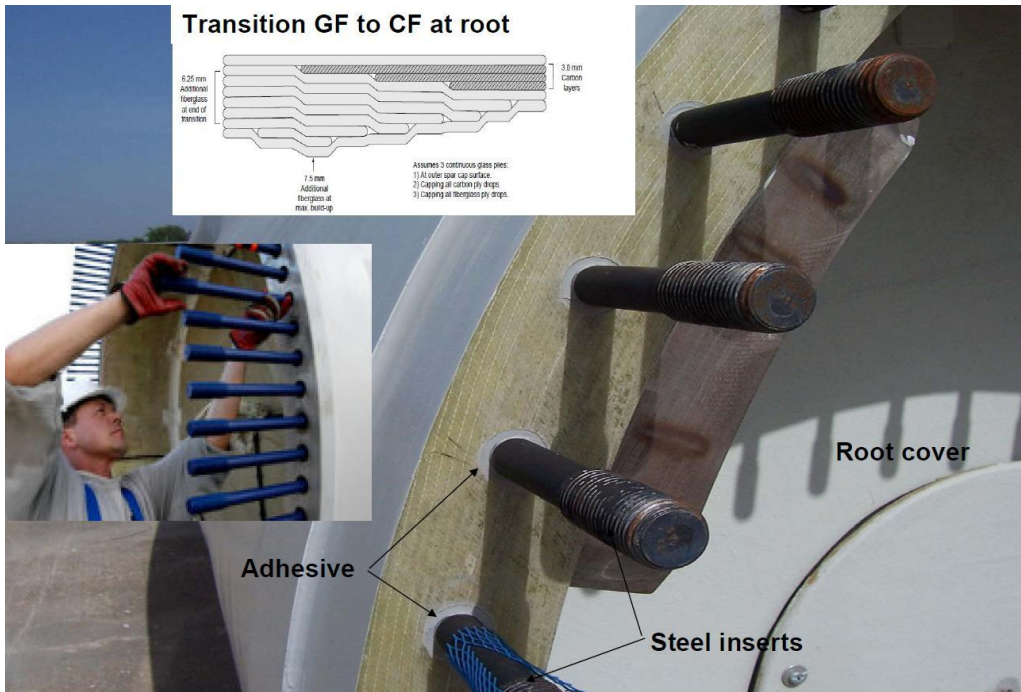 Transition GF to CF at root
6.25 mm
Additional
fiberglass
at end of
transition
3.0 mm
Carbon
layers
7.5 mm
Additional
fiberglass at
max. build-up
Assumes 3 continuous glass plies:
1) At outer spar cap surface.
2) Capping all carbon ply drops.
3) Capping all fiberglass ply drops.
Root cover
Adhesive
Steel inserts